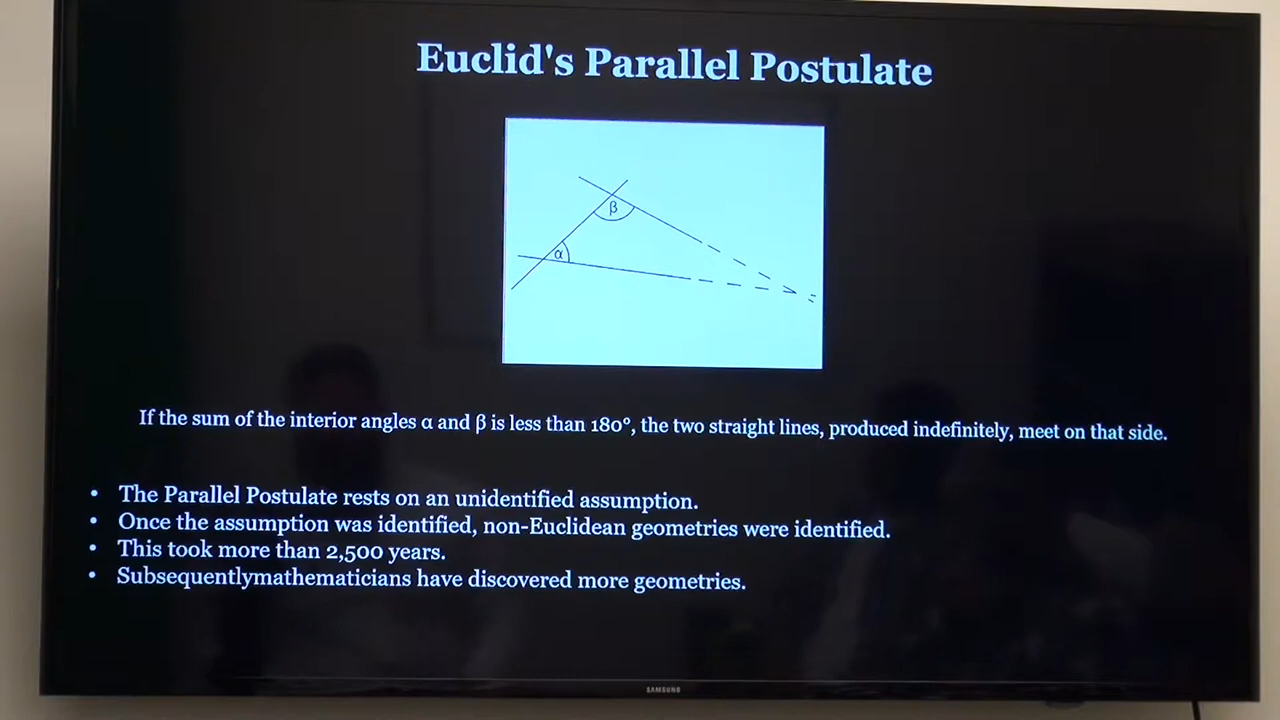 Euclid's Parallel Postulate
β
α
If the sum of the interior angles α and β is less than 180°, the two straight lines, produced indefinitely, meet on that side.
• The Parallel Postulate rests on an unidentified assumption.
• Once the assumption was identified, non-Euclidean geometries were identified.
• This took more than 2,500 years.
• Subsequentlymathematicians have discovered more geometries.
SAMSUNG